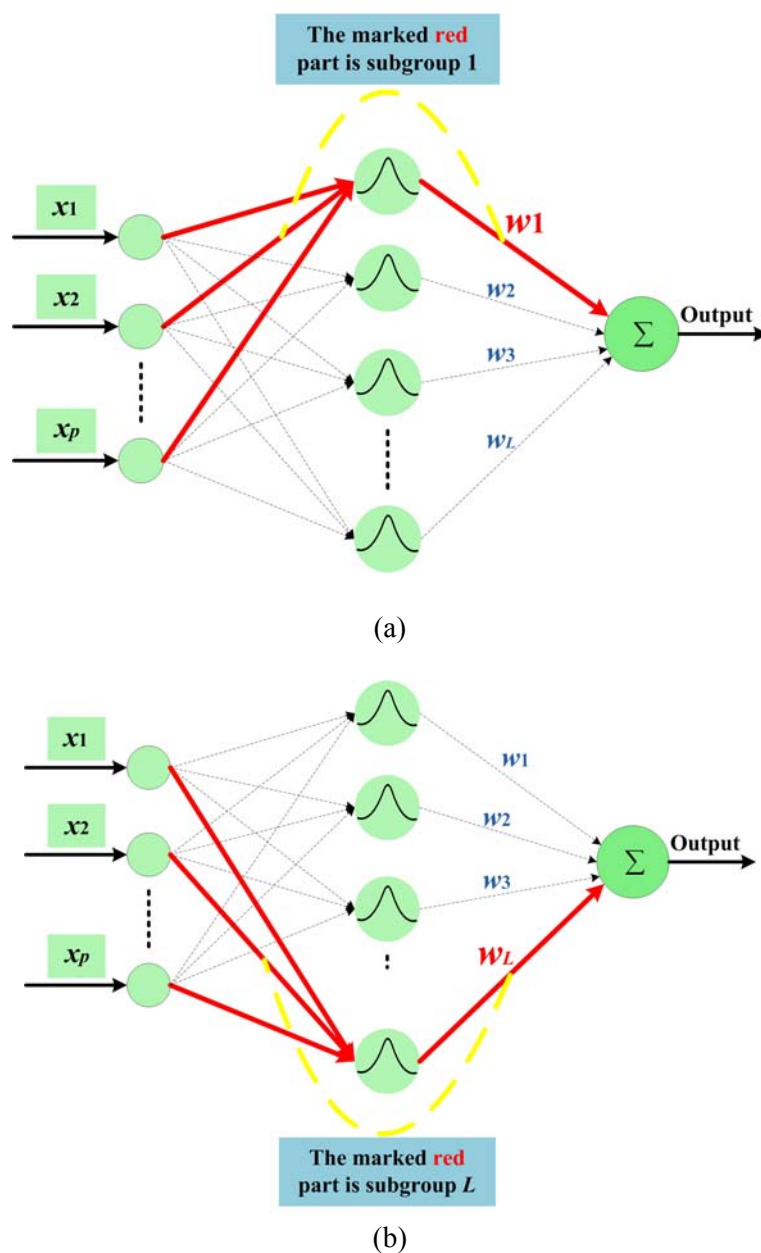 The marked red
part is subgroup 1
x1
x2
xp
w1
w2
w3
wL
Σ
Output
(a)
x1
x2
xp
w1
w2
w3
wL
Σ
Output
The marked red
part is subgroup L
(b)